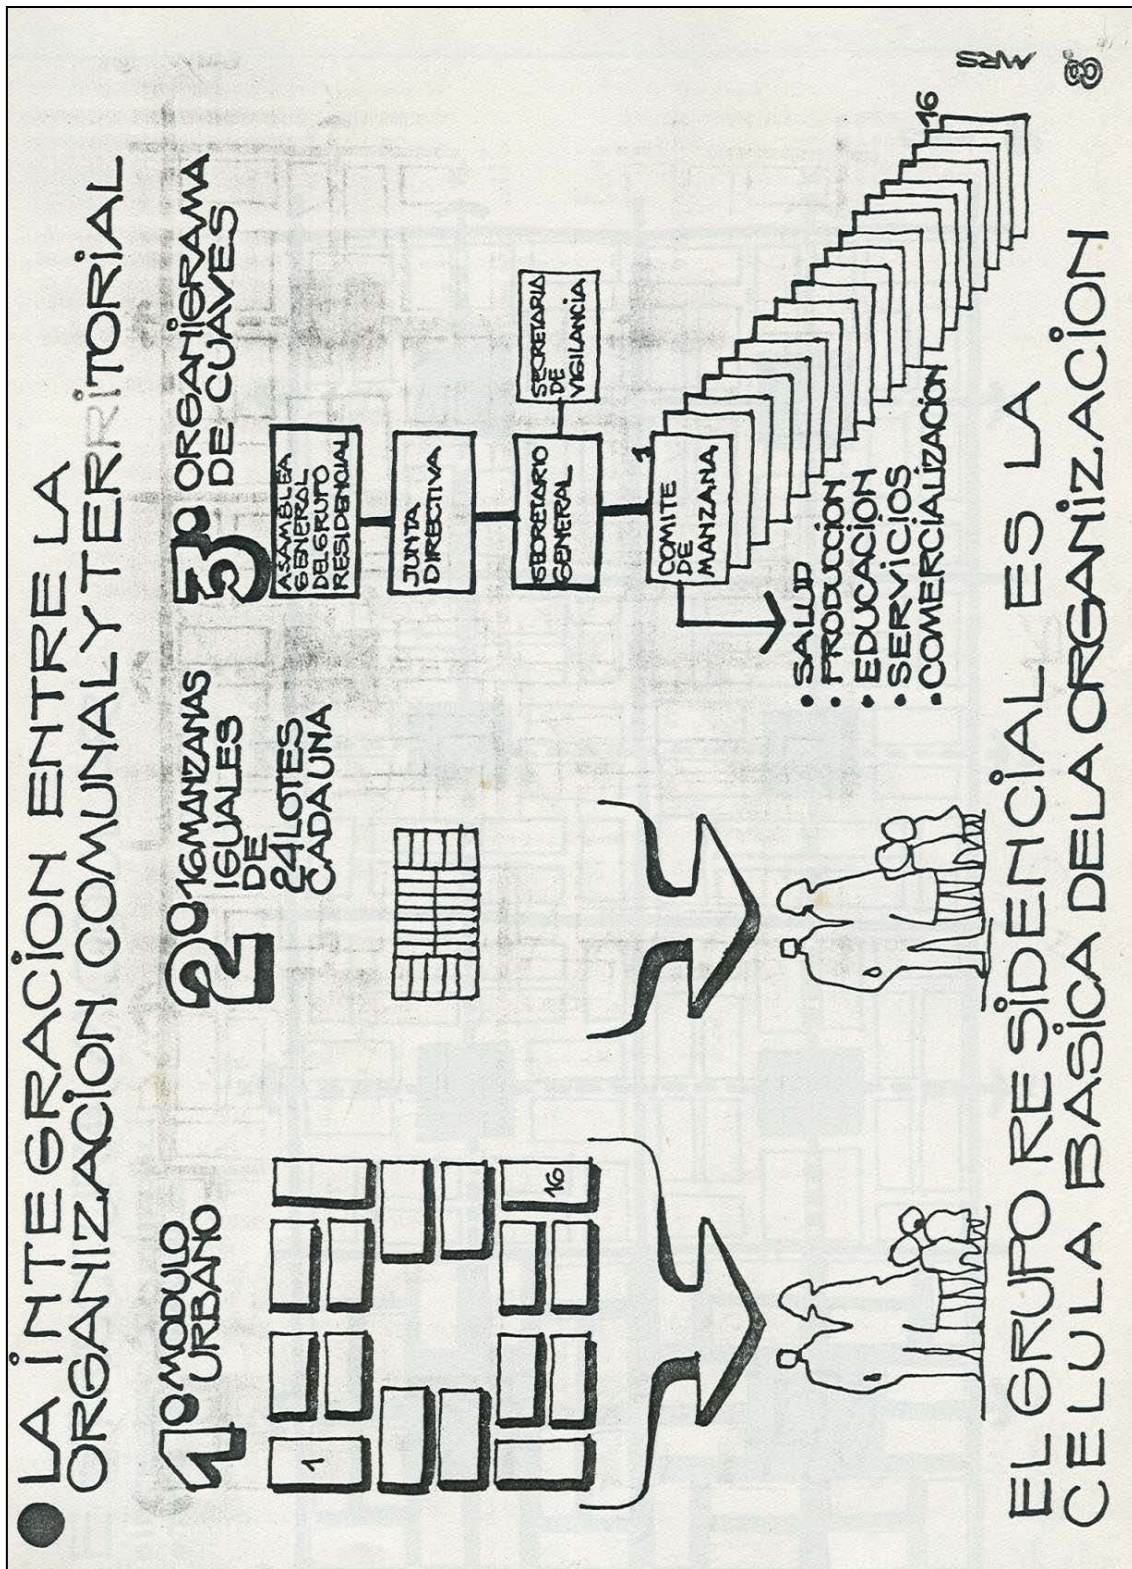 LA INTEGRACION ENTRE LA
ORGANIZACION COMUNAL Y TERRITORIAL
1º MODULO
URBANO
1
16
2º 16 MANZANAS
IGUALES
DE
24 LOTES
CADA UNA
3º ORGANIGRAMA
DE CUAVES
ASAMBLEA
GENERAL
DEL GRUPO
RESIDENCIAL
JUNTA
DIRECTIVA
SECRETARIO
GENERAL
SECRETARIA
DE
VIGILANCIA
COMITE
DE
MANZANA
1
16
• SALUD
• PRODUCCION
• EDUCACION
• SERVICIOS
• COMERCIALIZACIÓN
EL GRUPO RESIDENCIAL ES LA
CELULA BASICA DE LA ORGANIZACION
MRS
8